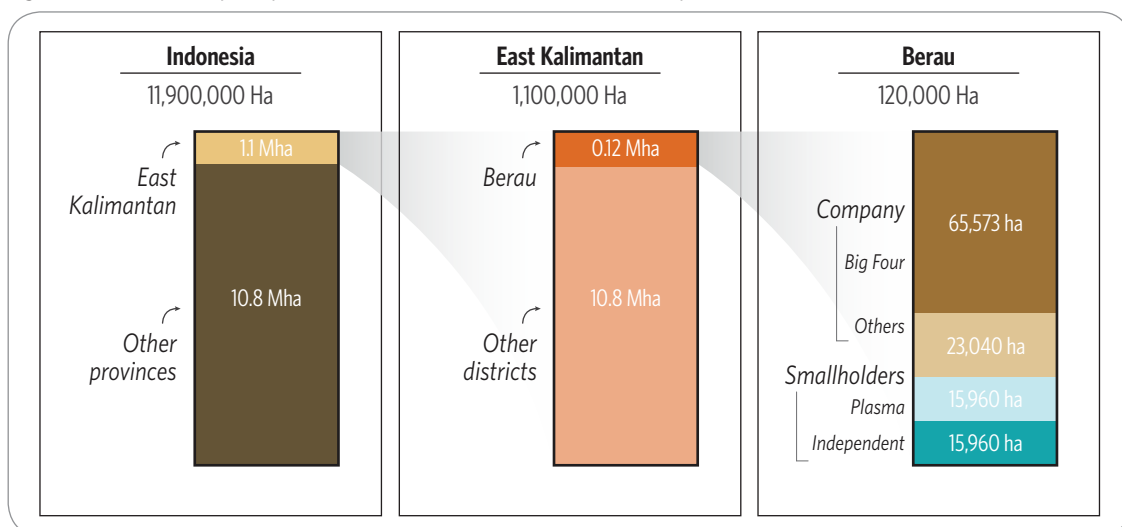 Indonesia
11,900,000 Ha
1.1 Mha
East
Kalimantan
10.8 Mha
Other
provinces
East Kalimantan
1,100,000 Ha
0.12 Mha
Berau
10.8 Mha
Other
districts
Berau
120,000 Ha
Company
65,573 ha
Big Four
Others
23,040 ha
Smallholders
Plasma
15,960 ha
Independent
15,960 ha